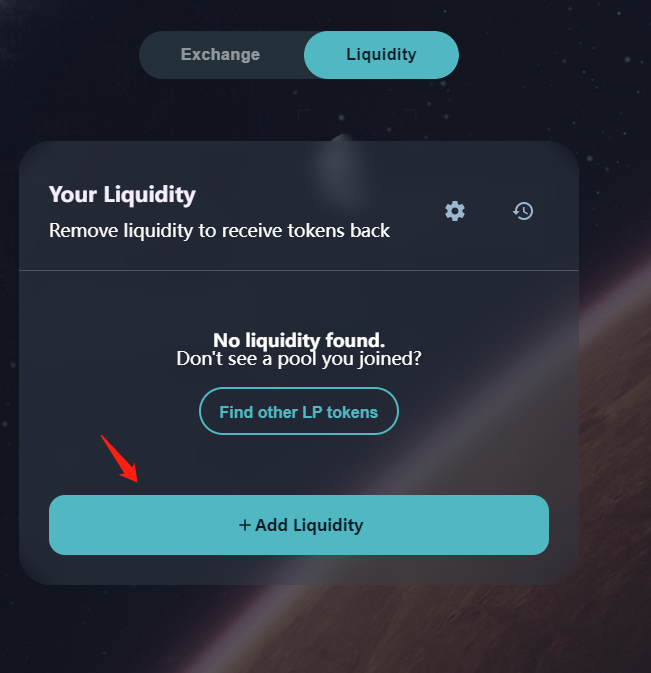 Exchange
Liquidity
Your Liquidity
Remove liquidity to receive tokens back
No liquidity found.
Don't see a pool you joined?
Find other LP tokens
+ Add Liquidity